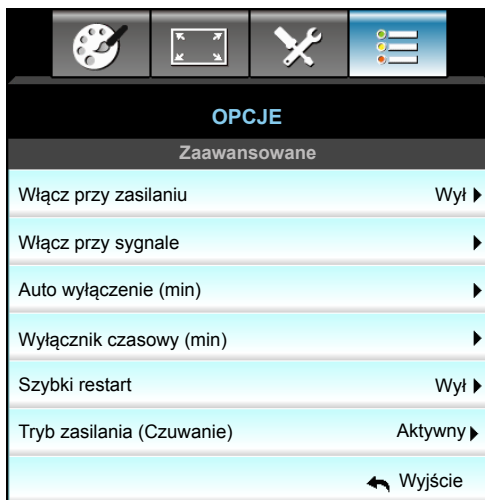 OPCJE
Zaawansowane
Włącz przy zasilaniu Wył
Włącz przy sygnale
Auto wyłączenie (min)
Wyłącznik czasowy (min)
Szybki restart Wył
Tryb zasilania (Czuwanie) Aktywny
Wyjście